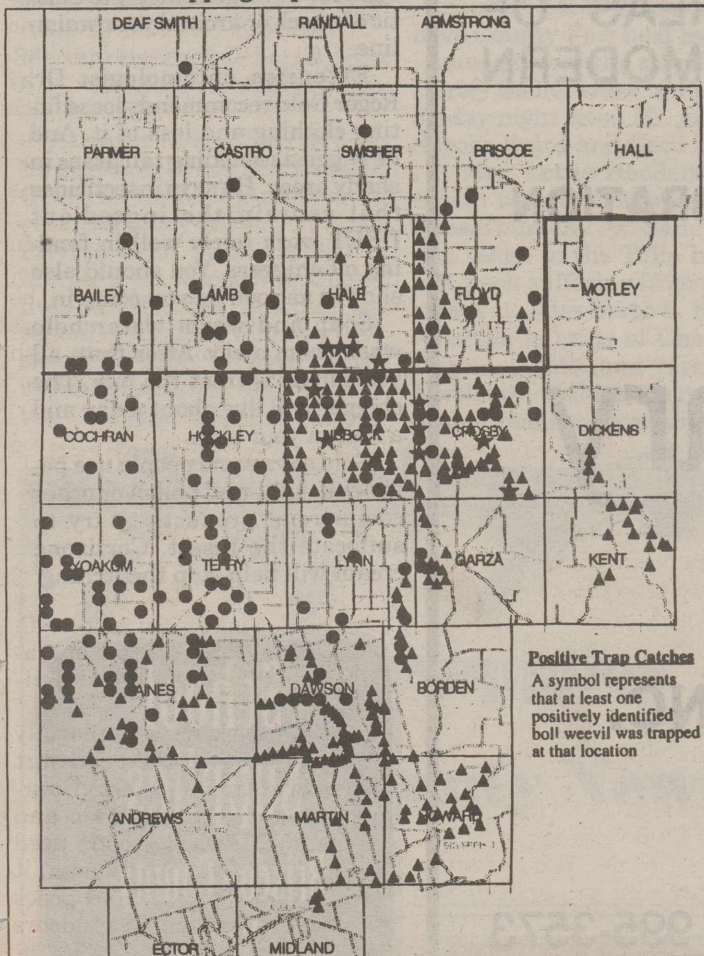 DEAF SMITH RANDALL ARMSTRONG
PARMER CASTRO SWISHER BRISCOE HALL
BAILEY LAMB HALE FLOYD MOTLEY
COCHRAN HOCKLEY LUBBOCK CROSBY DICKENS
YOAKUM TERRY LYNN GARZA KENT
GAINES DAWSON BORDEN
Positive Trap Catches
A symbol represents
that at least one
positively identified
boll weevil was trapped
at that location
ANDREWS MARTIN HOWARD
BIG SPRING
ECTOR MIDLAND